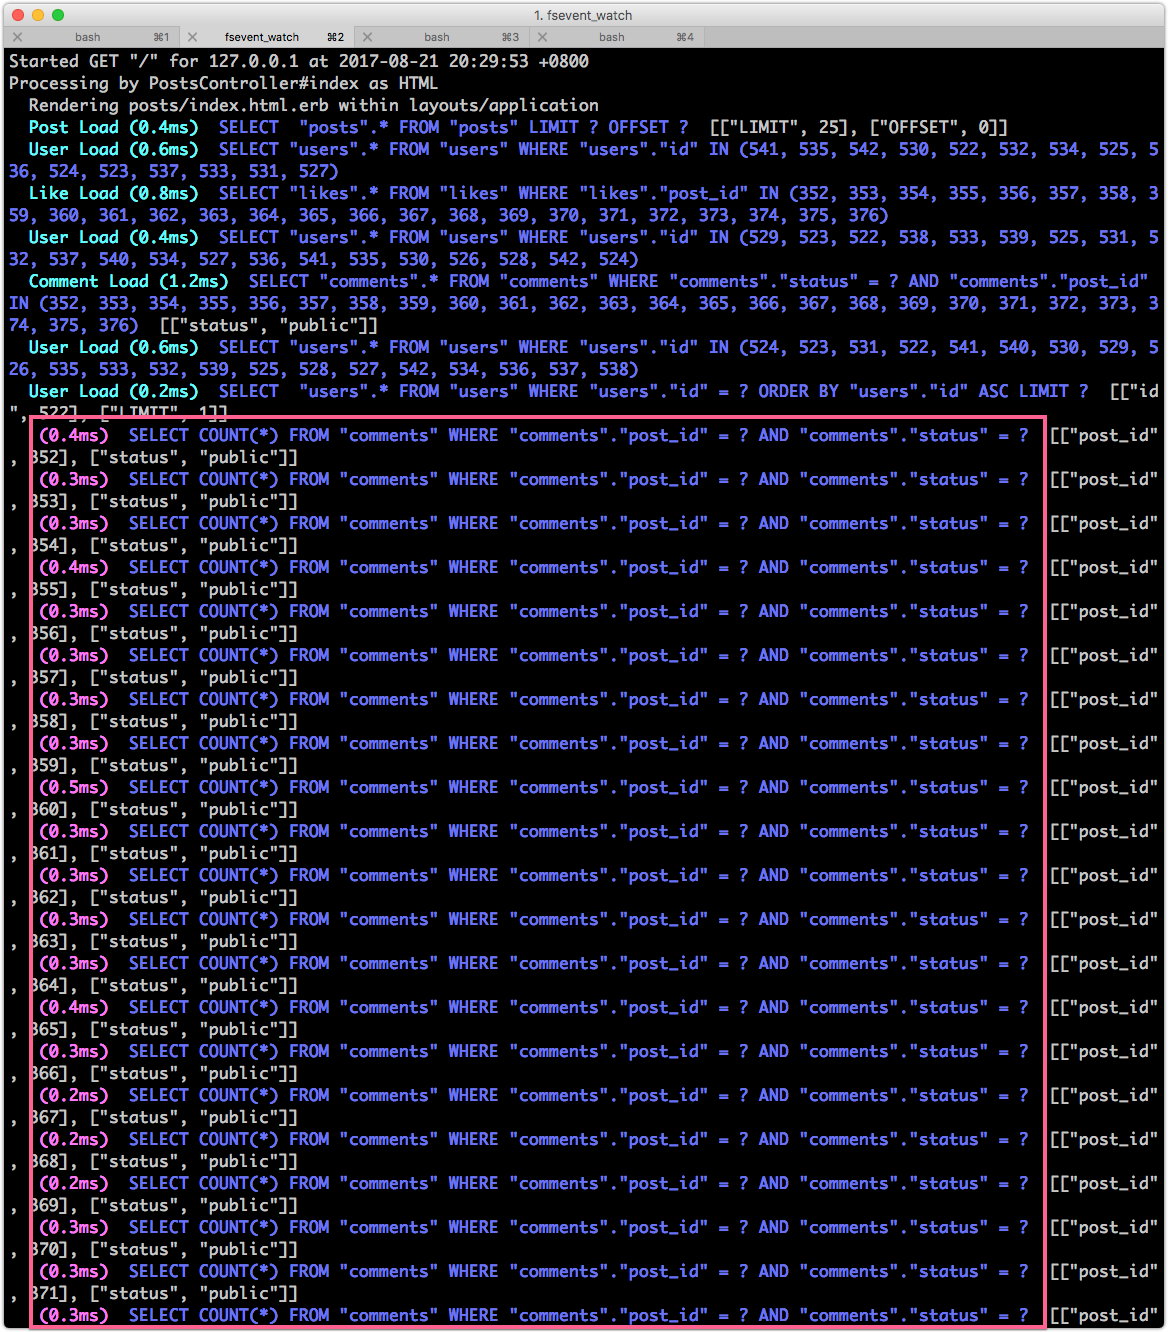 1. fsevent_watch
bash ⌘1 fsevent_watch ⌘2 bash ⌘3 bash ⌘4
Started GET "/" for 127.0.0.1 at 2017-08-21 20:29:53 +0800
Processing by PostsController#index as HTML
Rendering posts/index.html.erb within layouts/application
Post Load (0.4ms) SELECT "posts".* FROM "posts" LIMIT ? OFFSET ? [["LIMIT", 25], ["OFFSET", 0]]
User Load (0.6ms) SELECT "users".* FROM "users" WHERE "users"."id" IN (541, 535, 542, 530, 522, 532, 534, 525, 5
36, 524, 523, 537, 533, 531, 527)
Like Load (0.8ms) SELECT "likes".* FROM "likes" WHERE "likes"."post_id" IN (352, 353, 354, 355, 356, 357, 358, 3
59, 360, 361, 362, 363, 364, 365, 366, 367, 368, 369, 370, 371, 372, 373, 374, 375, 376)
User Load (0.4ms) SELECT "users".* FROM "users" WHERE "users"."id" IN (529, 523, 522, 538, 533, 539, 525, 531, 5
32, 537, 540, 534, 527, 536, 541, 535, 530, 526, 528, 542, 524)
Comment Load (1.2ms) SELECT "comments".* FROM "comments" WHERE "comments"."status" = ? AND "comments"."post_id"
IN (352, 353, 354, 355, 356, 357, 358, 359, 360, 361, 362, 363, 364, 365, 366, 367, 368, 369, 370, 371, 372, 373, 3
74, 375, 376) [["status", "public"]]
User Load (0.6ms) SELECT "users".* FROM "users" WHERE "users"."id" IN (524, 523, 531, 522, 541, 540, 530, 529, 5
26, 535, 533, 532, 539, 525, 528, 527, 542, 534, 536, 537, 538)
User Load (0.2ms) SELECT "users".* FROM "users" WHERE "users"."id" = ? ORDER BY "users"."id" ASC LIMIT ? [["id
", 522], ["LIMIT", 1]]
(0.4ms) SELECT COUNT(*) FROM "comments" WHERE "comments"."post_id" = ? AND "comments"."status" = ? [["post_id"
, 352], ["status", "public"]]
(0.3ms) SELECT COUNT(*) FROM "comments" WHERE "comments"."post_id" = ? AND "comments"."status" = ? [["post_id"
, 353], ["status", "public"]]
(0.3ms) SELECT COUNT(*) FROM "comments" WHERE "comments"."post_id" = ? AND "comments"."status" = ? [["post_id"
, 354], ["status", "public"]]
(0.4ms) SELECT COUNT(*) FROM "comments" WHERE "comments"."post_id" = ? AND "comments"."status" = ? [["post_id"
, 355], ["status", "public"]]
(0.3ms) SELECT COUNT(*) FROM "comments" WHERE "comments"."post_id" = ? AND "comments"."status" = ? [["post_id"
, 356], ["status", "public"]]
(0.3ms) SELECT COUNT(*) FROM "comments" WHERE "comments"."post_id" = ? AND "comments"."status" = ? [["post_id"
, 357], ["status", "public"]]
(0.3ms) SELECT COUNT(*) FROM "comments" WHERE "comments"."post_id" = ? AND "comments"."status" = ? [["post_id"
, 358], ["status", "public"]]
(0.3ms) SELECT COUNT(*) FROM "comments" WHERE "comments"."post_id" = ? AND "comments"."status" = ? [["post_id"
, 359], ["status", "public"]]
(0.5ms) SELECT COUNT(*) FROM "comments" WHERE "comments"."post_id" = ? AND "comments"."status" = ? [["post_id"
, 360], ["status", "public"]]
(0.3ms) SELECT COUNT(*) FROM "comments" WHERE "comments"."post_id" = ? AND "comments"."status" = ? [["post_id"
, 361], ["status", "public"]]
(0.3ms) SELECT COUNT(*) FROM "comments" WHERE "comments"."post_id" = ? AND "comments"."status" = ? [["post_id"
, 362], ["status", "public"]]
(0.3ms) SELECT COUNT(*) FROM "comments" WHERE "comments"."post_id" = ? AND "comments"."status" = ? [["post_id"
, 363], ["status", "public"]]
(0.3ms) SELECT COUNT(*) FROM "comments" WHERE "comments"."post_id" = ? AND "comments"."status" = ? [["post_id"
, 364], ["status", "public"]]
(0.4ms) SELECT COUNT(*) FROM "comments" WHERE "comments"."post_id" = ? AND "comments"."status" = ? [["post_id"
, 365], ["status", "public"]]
(0.3ms) SELECT COUNT(*) FROM "comments" WHERE "comments"."post_id" = ? AND "comments"."status" = ? [["post_id"
, 366], ["status", "public"]]
(0.2ms) SELECT COUNT(*) FROM "comments" WHERE "comments"."post_id" = ? AND "comments"."status" = ? [["post_id"
, 367], ["status", "public"]]
(0.2ms) SELECT COUNT(*) FROM "comments" WHERE "comments"."post_id" = ? AND "comments"."status" = ? [["post_id"
, 368], ["status", "public"]]
(0.2ms) SELECT COUNT(*) FROM "comments" WHERE "comments"."post_id" = ? AND "comments"."status" = ? [["post_id"
, 369], ["status", "public"]]
(0.3ms) SELECT COUNT(*) FROM "comments" WHERE "comments"."post_id" = ? AND "comments"."status" = ? [["post_id"
, 370], ["status", "public"]]
(0.3ms) SELECT COUNT(*) FROM "comments" WHERE "comments"."post_id" = ? AND "comments"."status" = ? [["post_id"
, 371], ["status", "public"]]
(0.3ms) SELECT COUNT(*) FROM "comments" WHERE "comments"."post_id" = ? AND "comments"."status" = ? [["post_id"